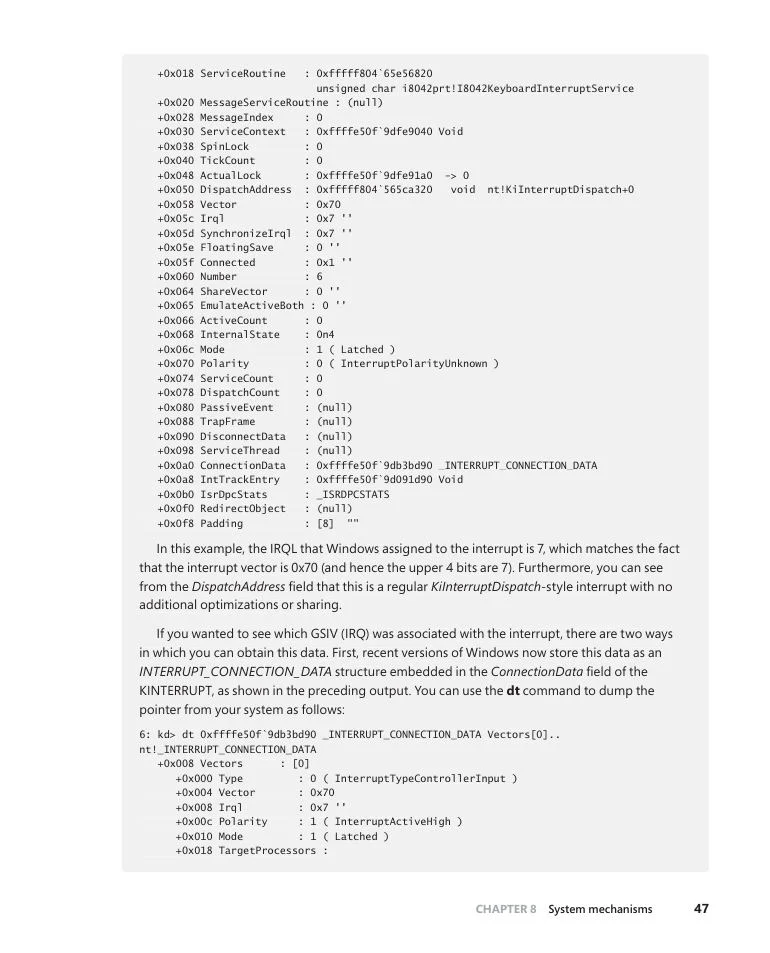 +0x018 ServiceRoutine   : 0xfffff804`65e56820
                          unsigned char i8042prt!I8042KeyboardInterruptService
+0x020 MessageServiceRoutine : (null)
+0x028 MessageIndex     : 0
+0x030 ServiceContext   : 0xffffe50f`9dfe9040 Void
+0x038 SpinLock         : 0
+0x040 TickCount        : 0
+0x048 ActualLock       : 0xffffe50f`9dfe91a0  -> 0
+0x050 DispatchAddress  : 0xfffff804`565ca320   void  nt!KiInterruptDispatch+0
+0x058 Vector           : 0x70
+0x05c Irql             : 0x7 ''
+0x05d SynchronizeIrql  : 0x7 ''
+0x05e FloatingSave     : 0 ''
+0x05f Connected        : 0x1 ''
+0x060 Number           : 6
+0x064 ShareVector      : 0 ''
+0x065 EmulateActiveBoth : 0 ''
+0x066 ActiveCount      : 0
+0x068 InternalState    : 0n4
+0x06c Mode             : 1 ( Latched )
+0x070 Polarity         : 0 ( InterruptPolarityUnknown )
+0x074 ServiceCount     : 0
+0x078 DispatchCount    : 0
+0x080 PassiveEvent     : (null)
+0x088 TrapFrame        : (null)
+0x090 DisconnectData   : (null)
+0x098 ServiceThread    : (null)
+0x0a0 ConnectionData   : 0xffffe50f`9db3bd90 _INTERRUPT_CONNECTION_DATA
+0x0a8 IntTrackEntry    : 0xffffe50f`9d091d90 Void
+0x0b0 IsrDpcStats      : _ISRDPCSTATS
+0x0f0 RedirectObject   : (null)
+0x0f8 Padding          : [8]  ""
In this example, the IRQL that Windows assigned to the interrupt is 7, which matches the fact
that the interrupt vector is 0x70 (and hence the upper 4 bits are 7). Furthermore, you can see
from the DispatchAddress field that this is a regular KiInterruptDispatch-style interrupt with no
additional optimizations or sharing.
If you wanted to see which GSIV (IRQ) was associated with the interrupt, there are two ways
in which you can obtain this data. First, recent versions of Windows now store this data as an
INTERRUPT_CONNECTION_DATA structure embedded in the ConnectionData field of the
KINTERRUPT, as shown in the preceding output. You can use the dt command to dump the
pointer from your system as follows:
6: kd> dt 0xffffe50f`9db3bd90 _INTERRUPT_CONNECTION_DATA Vectors[0]..
nt!_INTERRUPT_CONNECTION_DATA
+0x008 Vectors      : [0]
+0x000 Type         : 0 ( InterruptTypeControllerInput )
+0x004 Vector       : 0x70
+0x008 Irql         : 0x7 ''
+0x00c Polarity     : 1 ( InterruptActiveHigh )
+0x010 Mode         : 1 ( Latched )
+0x018 TargetProcessors :
CHAPTER 8 System mechanisms 47